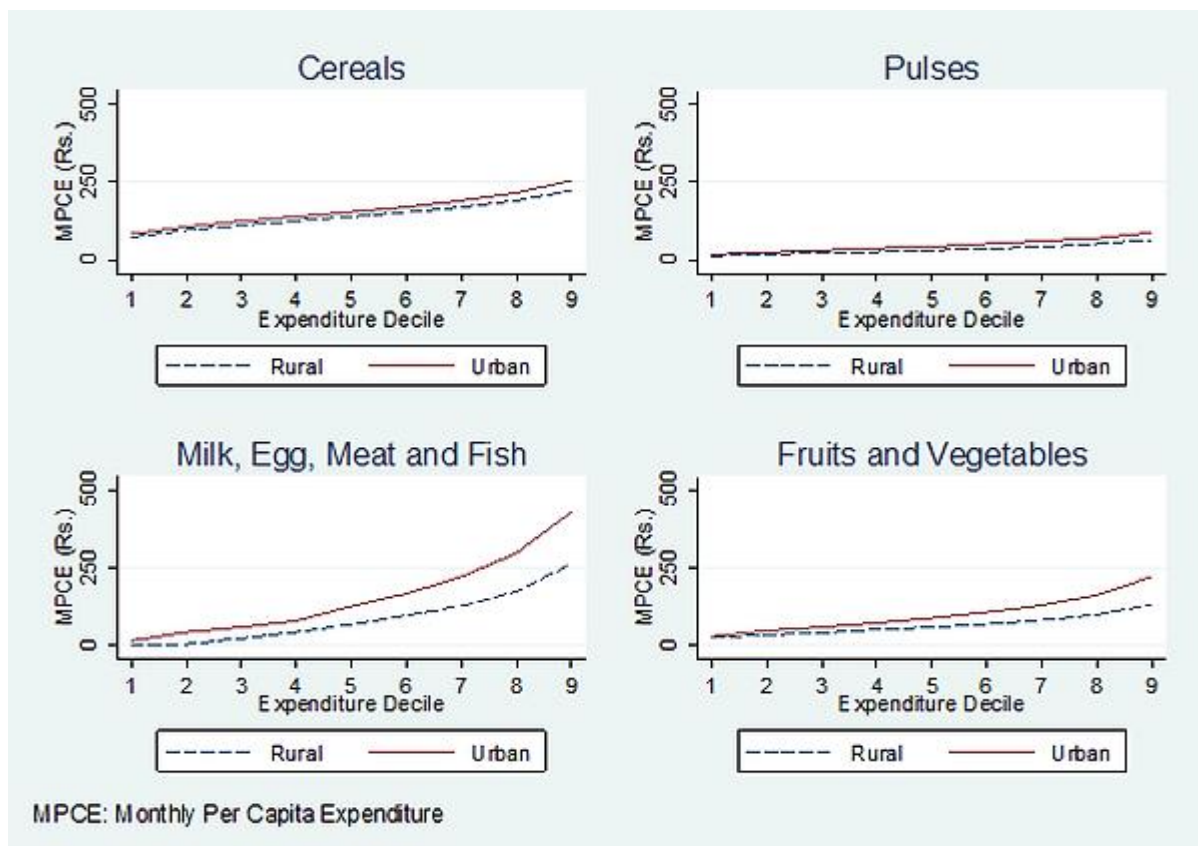 Cereals
MPCE (Rs.)
500
250
0
1 2 3 4 5 6 7 8 9
Expenditure Decile
Rural Urban
Pulses
MPCE (Rs.)
500
250
0
1 2 3 4 5 6 7 8 9
Expenditure Decile
Rural Urban
Milk, Egg, Meat and Fish
MPCE (Rs.)
500
250
0
1 2 3 4 5 6 7 8 9
Expenditure Decile
Rural Urban
Fruits and Vegetables
MPCE (Rs.)
500
250
0
1 2 3 4 5 6 7 8 9
Expenditure Decile
Rural Urban
MPCE: Monthly Per Capita Expenditure